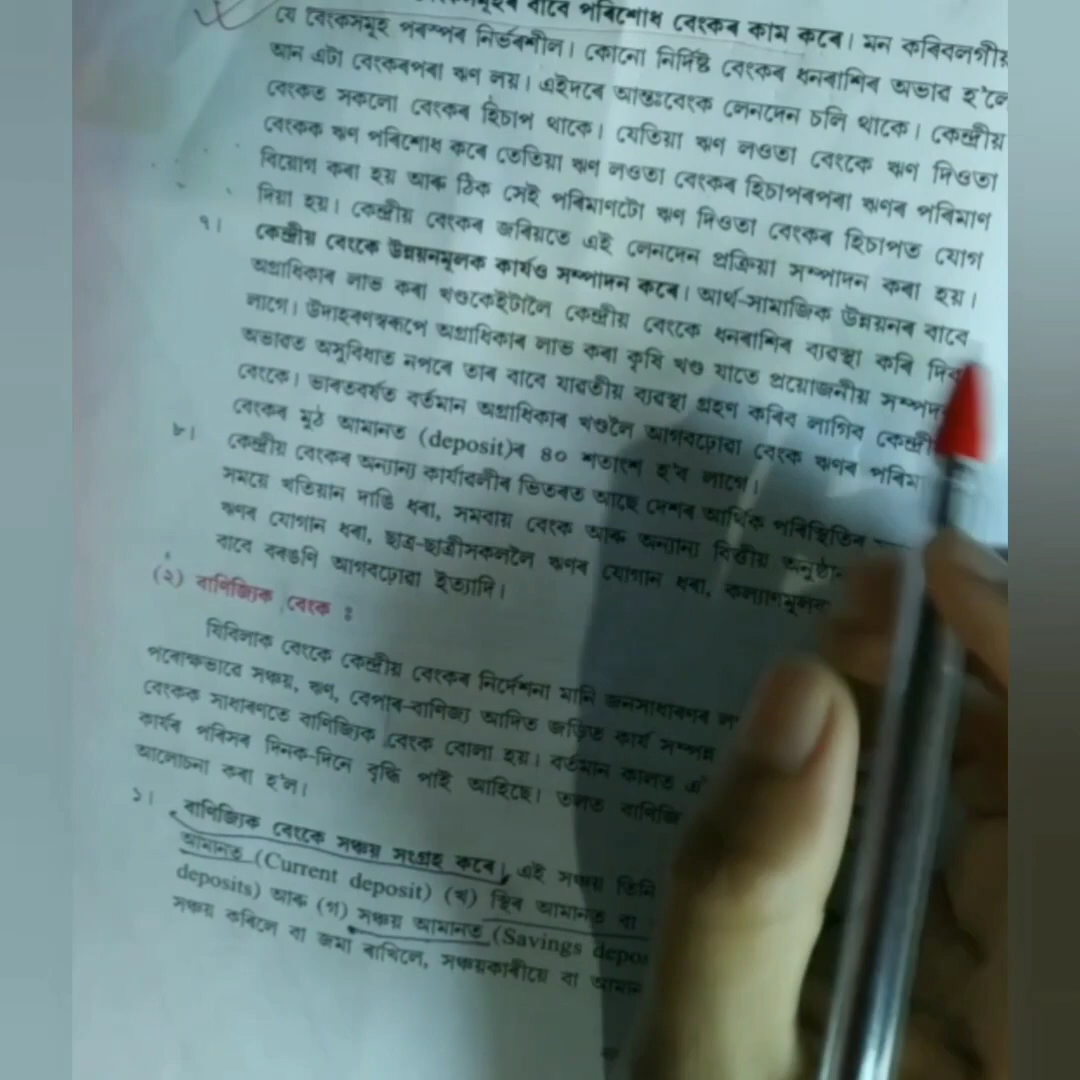 বাবে পৰিশোধ বেংকৰ কাম কৰে। মন কৰিবলগীয়
যে বেংকসমূহ পৰস্পৰ নিৰ্ভৰশীল। কোনো নিৰ্দিষ্ট বেংকৰ ধনৰাশিৰ অভাৱ হ'লে
আন এটা বেংকৰপৰা ঋণ লয়। এইদৰে আন্তঃবেংক লেনদেন চলি থাকে। কেন্দ্ৰীয়
বেংকত সকলো বেংকৰ হিচাপ থাকে। যেতিয়া ঋণ লওতা বেংকে ঋণ দিওতা
বেংকক ঋণ পৰিশোধ কৰে তেতিয়া ঋণ লওতা বেংকৰ হিচাপৰপৰা ঋণৰ পৰিমাণ
বিয়োগ কৰা হয় আৰু ঠিক সেই পৰিমাণটো ঋণ দিওতা বেংকৰ হিচাপত যোগ
দিয়া হয়। কেন্দ্ৰীয় বেংকৰ জৰিয়তে এই লেনদেন প্ৰক্ৰিয়া সম্পাদন কৰা হয়।
৭। কেন্দ্ৰীয় বেংকে উন্নয়নমূলক কাৰ্যও সম্পাদন কৰে। আৰ্থ-সামাজিক উন্নয়নৰ বাবে
অগ্ৰাধিকাৰ লাভ কৰা খণ্ডকেইটালৈ কেন্দ্ৰীয় বেংকে ধনৰাশিৰ ব্যৱস্থা কৰি
লাগে। উদাহৰণস্বৰূপে অগ্ৰাধিকাৰ লাভ কৰা কৃষি খণ্ড যাতে প্ৰয়োজনীয়
অভাৱত অসুবিধাত নপৰে তাৰ বাবে যাৱতীয় ব্যৱস্থা গ্ৰহণ কৰিব লাগিব
বেংকে। ভাৰতবৰ্ষত বৰ্তমান অগ্ৰাধিকাৰ খণ্ডলৈ আগবঢ়োৱা বেংক ঋণৰ
বেংকৰ মুঠ আমানত (deposit)ৰ ৪০ শতাংশ হ'ব লাগে।
৮। কেন্দ্ৰীয় বেংকৰ অন্যান্য কাৰ্যাৱলীৰ ভিতৰত আছে দেশৰ আৰ্থিক পৰিস্থিতিৰ
সময়ে খতিয়ান দাঙি ধৰা, সমবায় বেংক আৰু অন্যান্য বিত্তীয়
ঋণৰ যোগান ধৰা, ছাত্ৰ-ছাত্ৰীসকললৈ ঋণৰ যোগান ধৰা,
বাবে বৰঙণি আগবঢ়োৱা ইত্যাদি।
(২) বাণিজ্যিক বেংক ঃ
যিবিলাক বেংকে কেন্দ্ৰীয় বেংকৰ নিৰ্দেশনা মানি জনসাধাৰণৰ
পৰোক্ষভাৱে সঞ্চয়, ঋণ, বেপাৰ-বাণিজ্য আদিত জড়িত কাৰ্য সম্পন্ন
বেংকক সাধাৰণতে বাণিজ্যিক বেংক বোলা হয়। বৰ্তমান কালত
কাৰ্যৰ পৰিসৰ দিনক-দিনে বৃদ্ধি পাই আহিছে। তলত
আলোচনা কৰা হ'ল।
১। বাণিজ্যিক বেংকে সঞ্চয় সংগ্ৰহ কৰে। এই সঞ্চয় তিনি
আমানত (Current deposit) (খ) স্থিৰ আমানত বা
deposits) আৰু (গ) সঞ্চয় আমানত (Savings
সঞ্চয় কৰিলে বা জমা ৰাখিলে, সঞ্চয়কাৰীয়ে বা